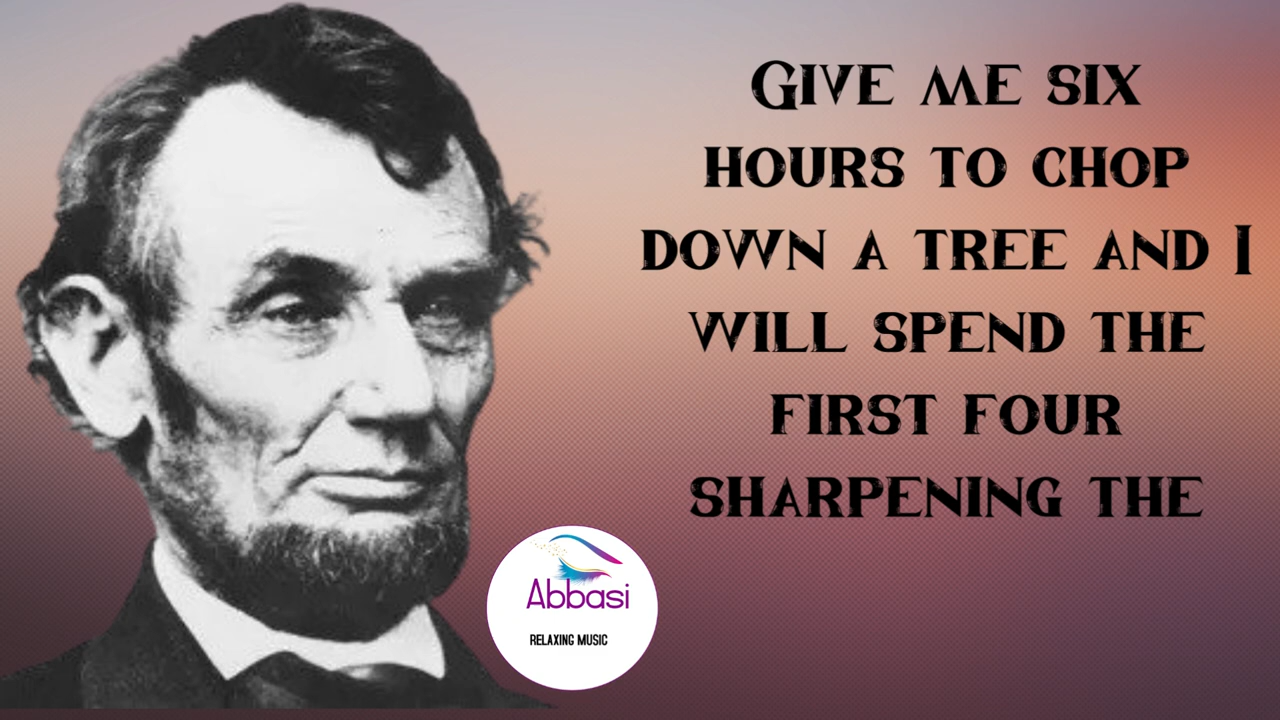 Give me six
hours to chop
down a tree and I
will spend the
first four
sharpening the
Abbasi
RELAXING MUSIC